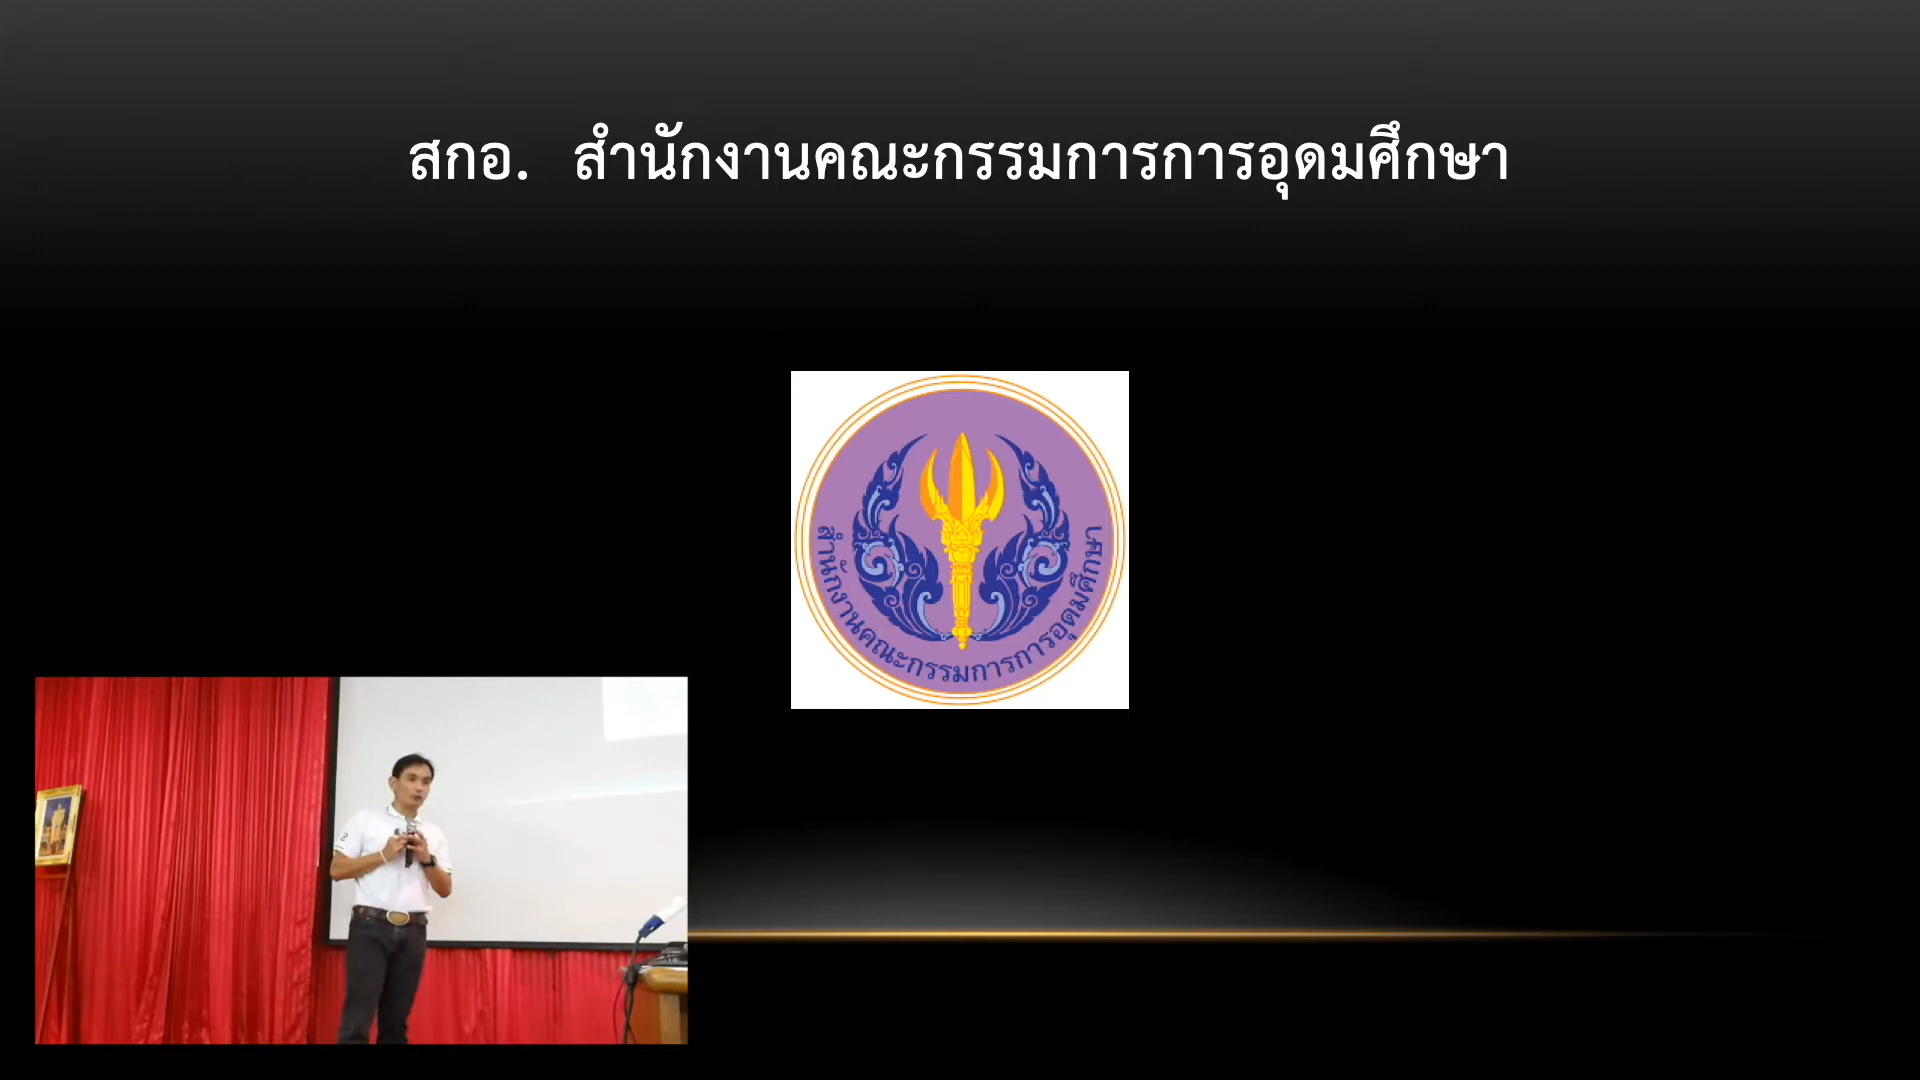 สกอ. สำนักงานคณะกรรมการการอุดมศึกษา
สำนักงานคณะกรรมการการอุดมศึกษา
2